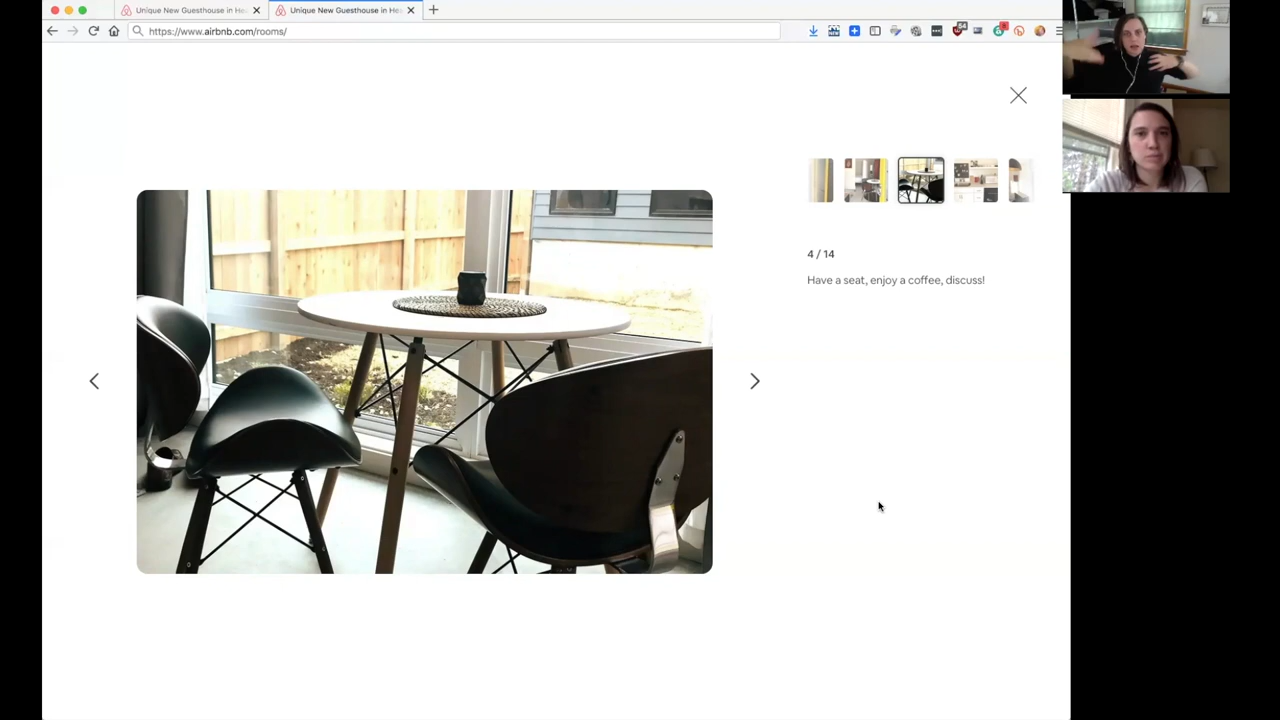 Unique New Guesthouse in He
Unique New Guesthouse in Hea
https://www.airbnb.com/rooms/
4 / 14
Have a seat, enjoy a coffee, discuss!